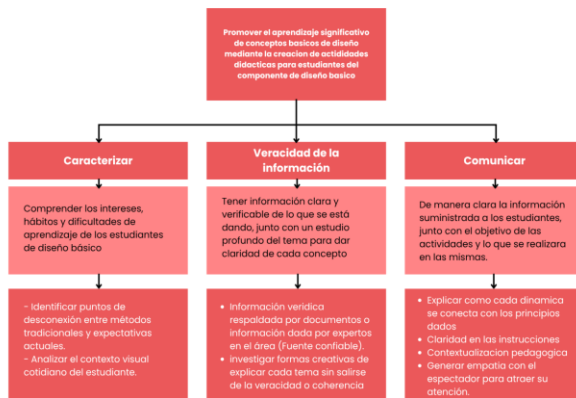 Promover el aprendizaje significativo
de conceptos basicos de diseño
mediante la creacion de actididades
didacticas para estudiantes del
componente de diseño basico
Caracterizar
Comprender los intereses,
hábitos y dificultades de
aprendizaje de los estudiantes
de diseño básico
- Identificar puntos de
desconexión entre métodos
tradicionales y expectativas
actuales.
- Analizar el contexto visual
cotidiano del estudiante.
Veracidad de la
información
Tener información clara y
verificable de lo que se está
dando, junto con un estudio
profundo del tema para dar
claridad de cada concepto
• Información veridica
respaldada por documentos o
información dada por expertos
en el área (Fuente confiable).
• investigar formas creativas de
explicar cada tema sin salirse
de la veracidad o coherencia
Comunicar
De manera clara la información
suministrada a los estudiantes,
junto con el objetivo de las
actividades y lo que se realizara
en las mismas.
• Explicar como cada dinamica
se conecta con los principios
dados
• Claridad en las instrucciones
• Contextualizacion pedagogica
• Generar empatia con el
espectador para atraer su
atención.